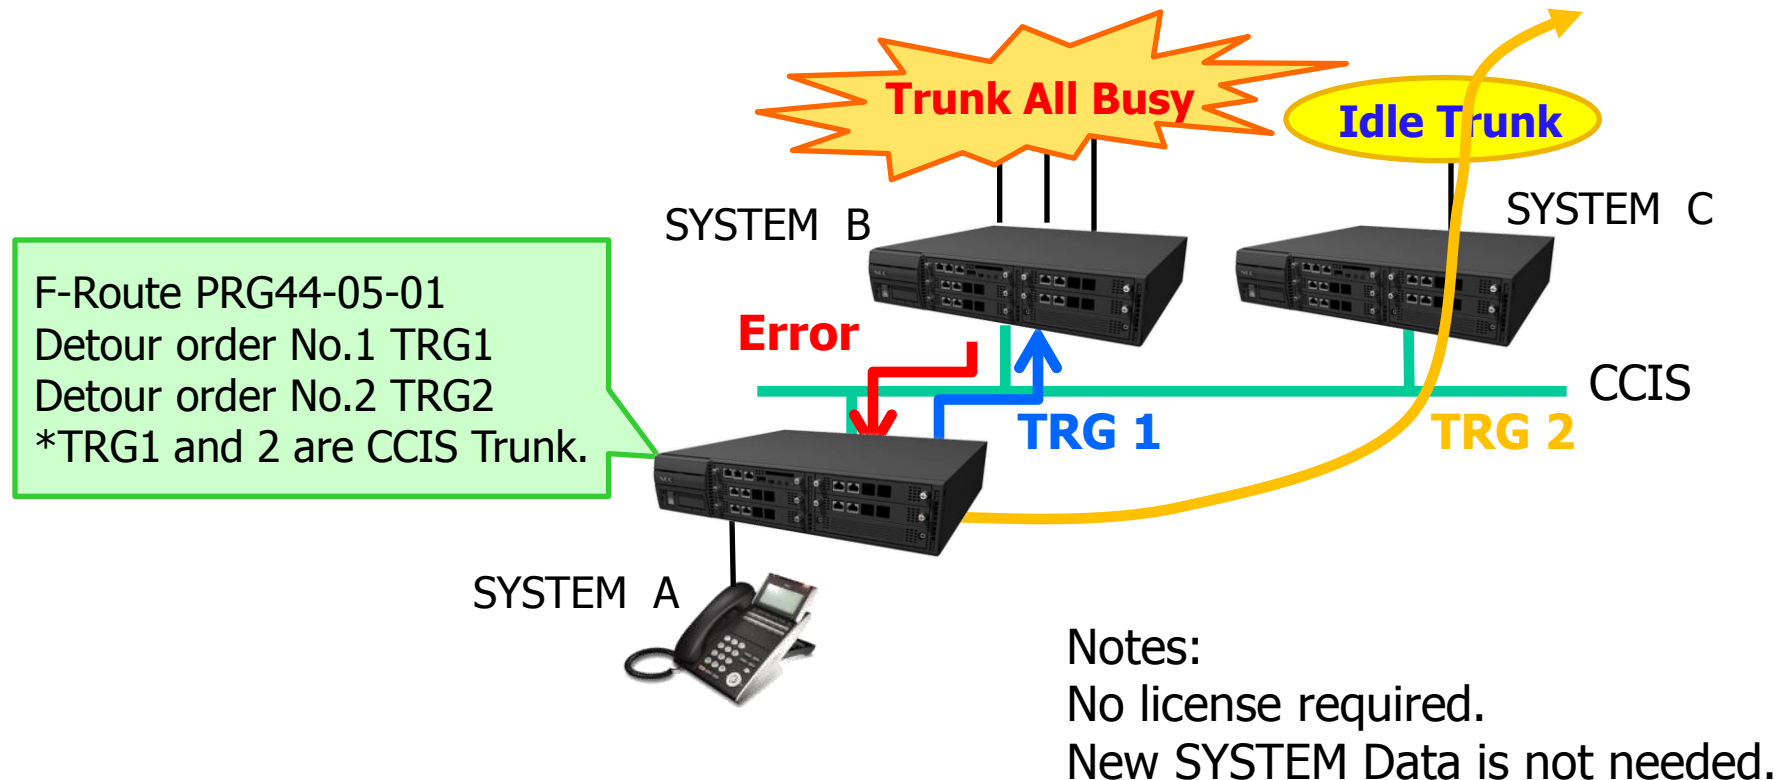 Trunk All Busy
Idle Trunk
SYSTEM B
SYSTEM C
F-Route PRG44-05-01
Detour order No.1 TRG1
Detour order No.2 TRG2
*TRG1 and 2 are CCIS Trunk.
Error
CCIS
TRG 1
TRG 2
SYSTEM A
Notes:
No license required.
New SYSTEM Data is not needed.